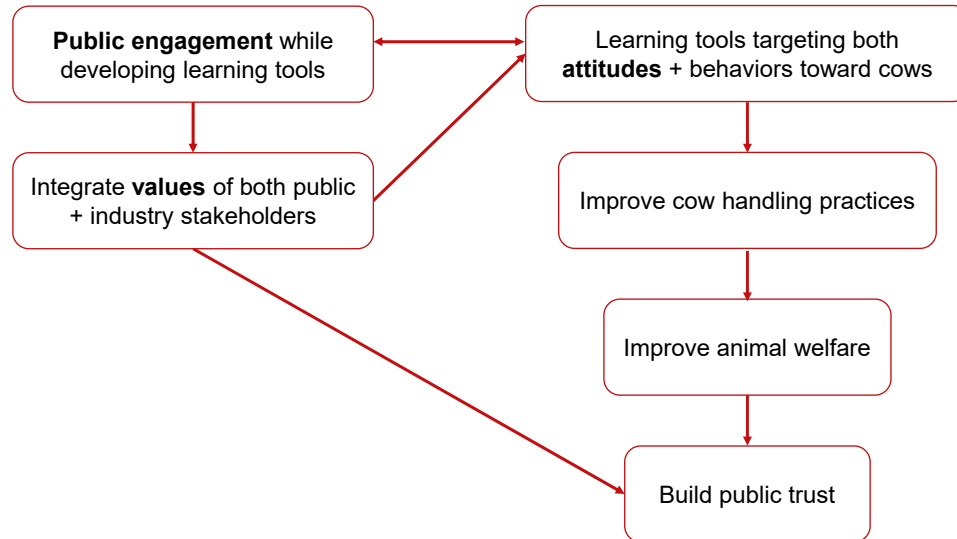 Public engagement while
developing learning tools
Learning tools targeting both
attitudes + behaviors toward cows
Integrate values of both public
+ industry stakeholders
Improve cow handling practices
Improve animal welfare
Build public trust